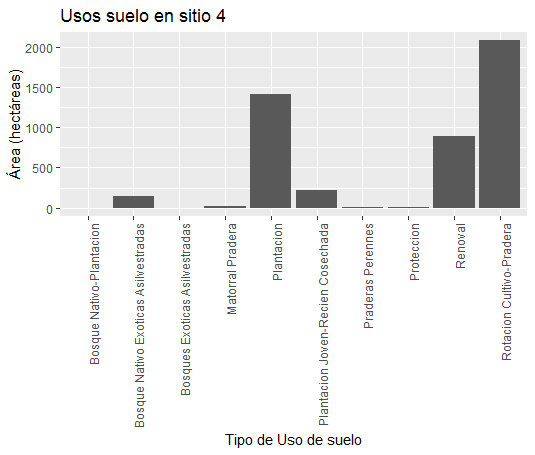 Usos suelo en sitio 4
Área (hectáreas)
2000
1500
1000
500
0
Bosque Nativo-Plantacion
Bosque Nativo Exoticas Asilvestradas
Bosques Exoticas Asilvestradas
Matorral Pradera
Plantacion
Plantacion Joven-Recien Cosechada
Praderas Perennes
Proteccion
Renoval
Rotacion Cultivo-Pradera
Tipo de Uso de suelo